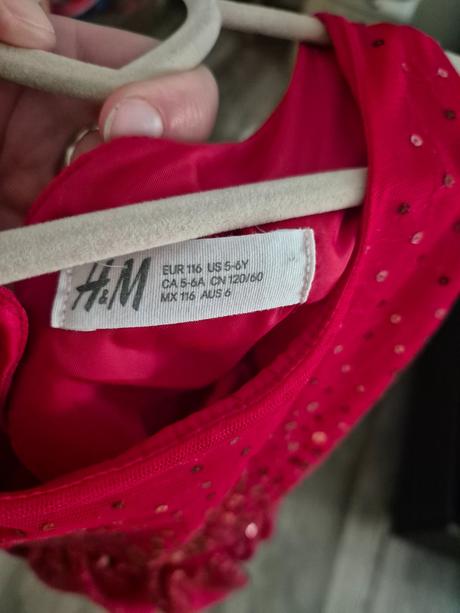 H&M
EUR 116 US 5-6Y
CA 5-6A CN 120/60
MX 116 AUS 6